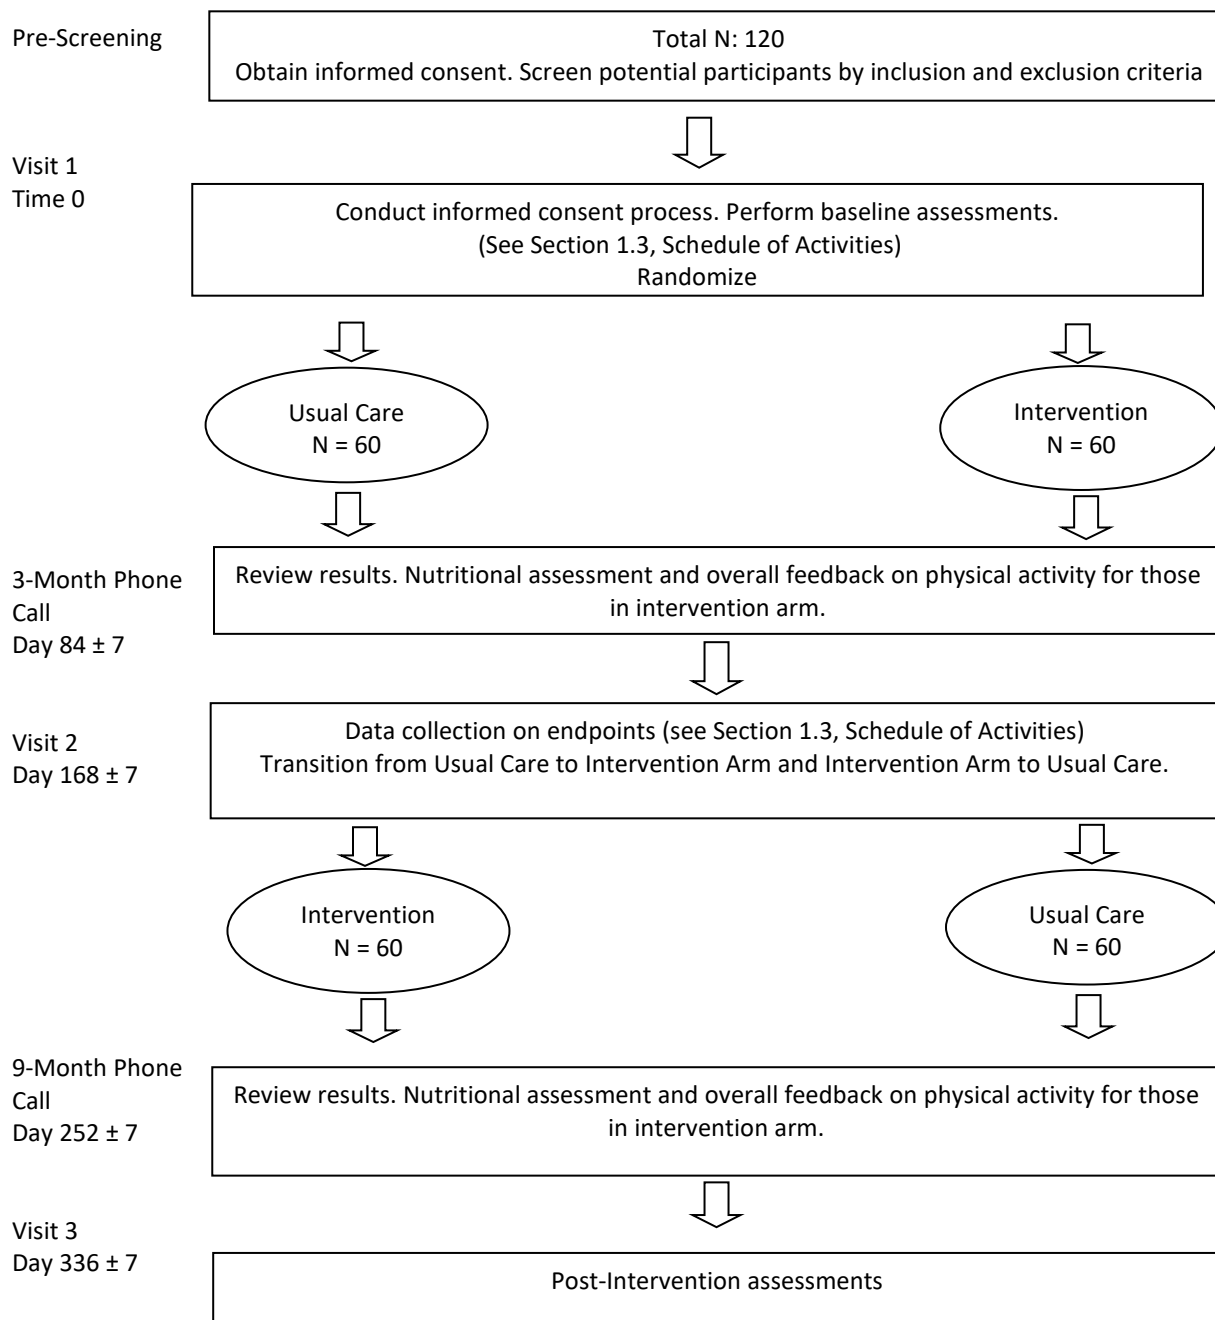 Pre-Screening
Total N: 120
Obtain informed consent. Screen potential participants by inclusion and exclusion criteria
Visit 1
Time 0
Conduct informed consent process. Perform baseline assessments.
(See Section 1.3, Schedule of Activities)
Randomize
Usual Care
N = 60
Intervention
N = 60
3-Month Phone
Call
Day 84 ± 7
Review results. Nutritional assessment and overall feedback on physical activity for those
in intervention arm.
Visit 2
Day 168 ± 7
Data collection on endpoints (see Section 1.3, Schedule of Activities)
Transition from Usual Care to Intervention Arm and Intervention Arm to Usual Care.
Intervention
N = 60
Usual Care
N = 60
9-Month Phone
Call
Day 252 ± 7
Review results. Nutritional assessment and overall feedback on physical activity for those
in intervention arm.
Visit 3
Day 336 ± 7
Post-Intervention assessments